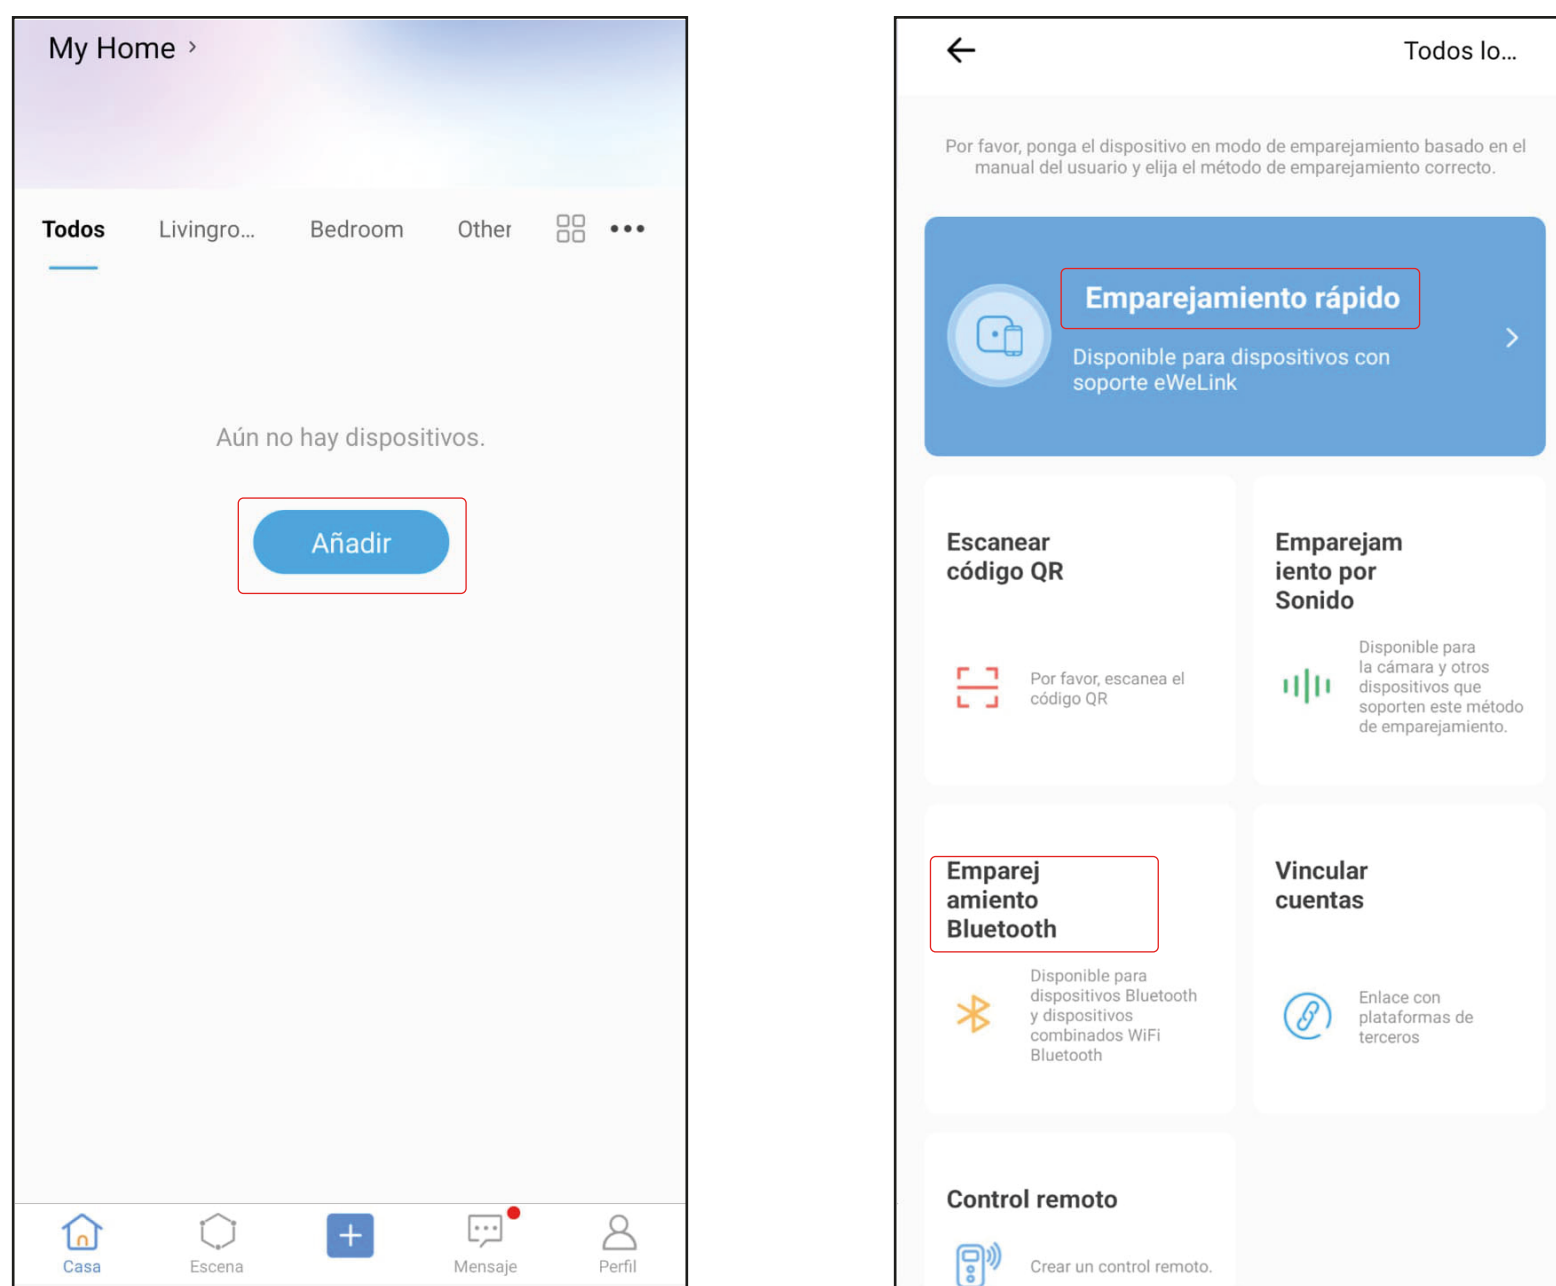 My Home
Todos
Livingro...
Bedroom
Other
Aún no hay dispositivos.
Añadir
Casa
Escena
Mensaje
Perfil
Todos lo...
Por favor, ponga el dispositivo en modo de emparejamiento basado en el
manual del usuario y elija el método de emparejamiento correcto.
Emparejamiento rápido
Disponible para dispositivos con
soporte eWeLink
Escanear
código QR
Por favor, escanea el
código QR
Emparejam
iento por
Sonido
Disponible para
la cámara y otros
dispositivos que
soporten este método
de emparejamiento.
Emparej
amiento
Bluetooth
Disponible para
dispositivos Bluetooth
y dispositivos
combinados WiFi
Bluetooth
Vincular
cuentas
Enlace con
plataformas de
terceros
Control remoto
Crear un control remoto.